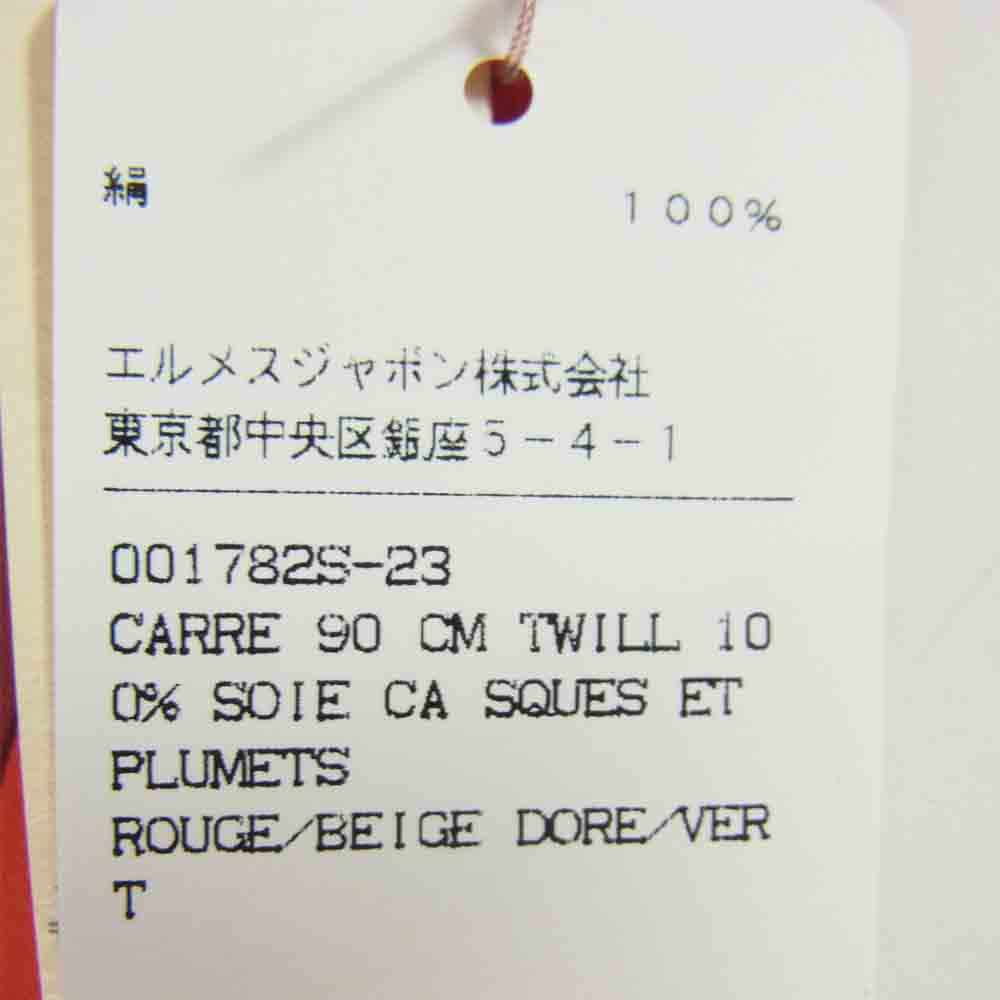 絹 １００%
エルメスジャポン株式会社
東京都中央区銀座５－４－１
001782S-23
CARRE 90 CM TWILL 10
0% SOIE CA SQUES ET
PLUMETS
ROUGE/BEIGE DORE/VER
T